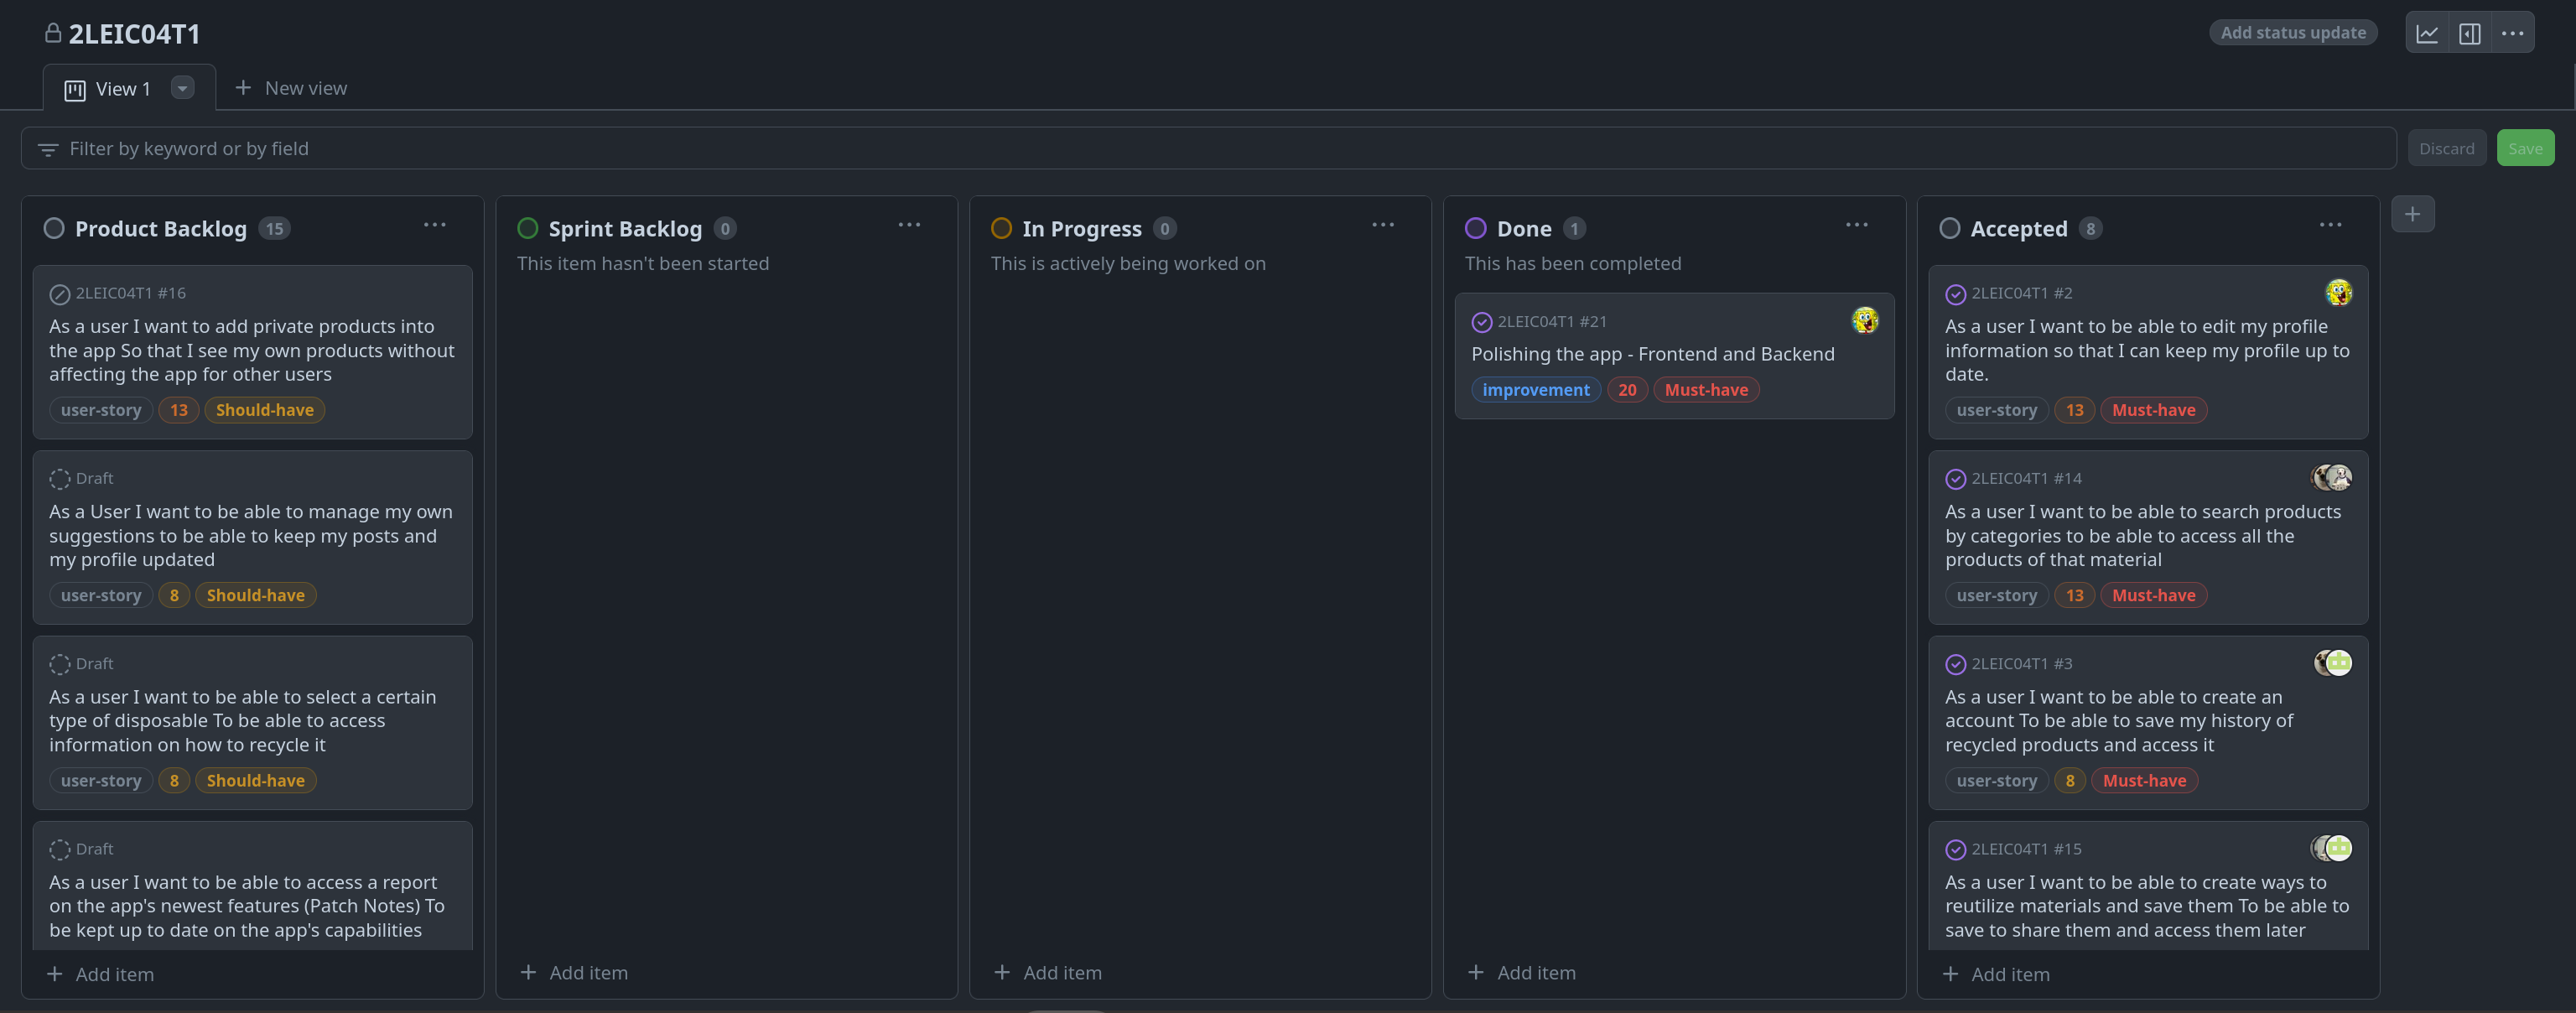 2LEIC04T1
Add status update
View 1
New view
Filter by keyword or by field
Discard
Save
Product Backlog 15
2LEIC04T1 #16
As a user I want to add private products into
the app So that I see my own products without
affecting the app for other users
user-story 13 Should-have
Draft
As a User I want to be able to manage my own
suggestions to be able to keep my posts and
my profile updated
user-story 8 Should-have
Draft
As a user I want to be able to select a certain
type of disposable To be able to access
information on how to recycle it
user-story 8 Should-have
Draft
As a user I want to be able to access a report
on the app's newest features (Patch Notes) To
be kept up to date on the app's capabilities
Add item
Sprint Backlog 0
This item hasn't been started
Add item
In Progress 0
This is actively being worked on
Add item
Done 1
This has been completed
2LEIC04T1 #21
Polishing the app - Frontend and Backend
improvement 20 Must-have
Add item
Accepted 8
2LEIC04T1 #2
As a user I want to be able to edit my profile
information so that I can keep my profile up to
date.
user-story 13 Must-have
2LEIC04T1 #14
As a user I want to be able to search products
by categories to be able to access all the
products of that material
user-story 13 Must-have
2LEIC04T1 #3
As a user I want to be able to create an
account To be able to save my history of
recycled products and access it
user-story 8 Must-have
2LEIC04T1 #15
As a user I want to be able to create ways to
reutilize materials and save them To be able to
save to share them and access them later
Add item